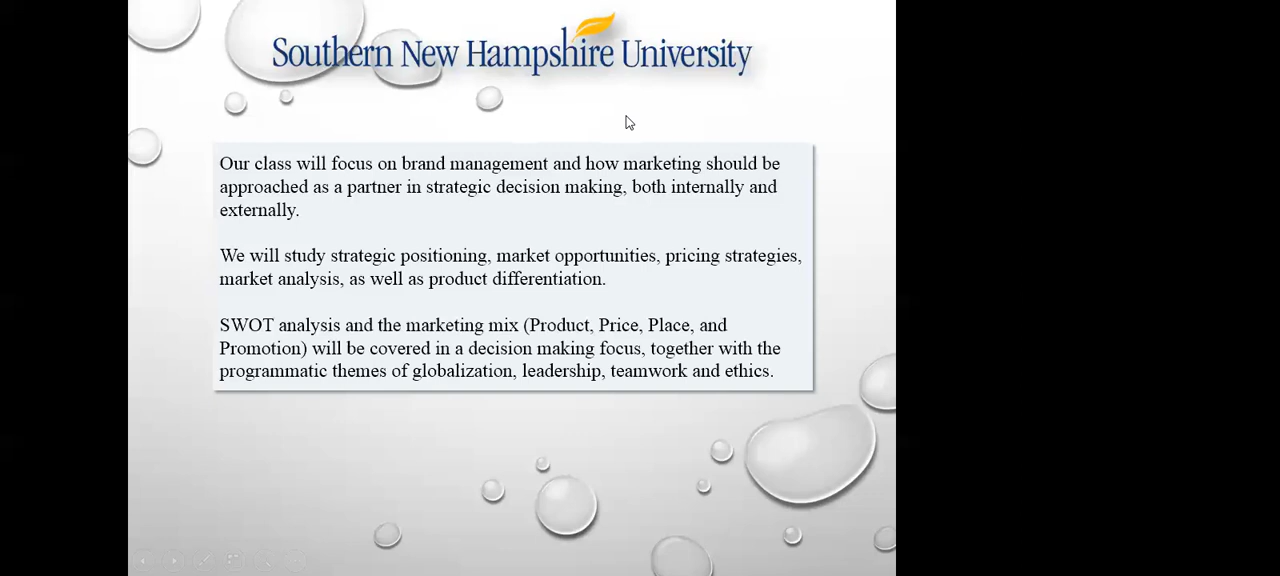 Southern New Hampshire University
Our class will focus on brand management and how marketing should be
approached as a partner in strategic decision making, both internally and
externally.
We will study strategic positioning, market opportunities, pricing strategies,
market analysis, as well as product differentiation.
SWOT analysis and the marketing mix (Product, Price, Place, and
Promotion) will be covered in a decision making focus, together with the
programmatic themes of globalization, leadership, teamwork and ethics.